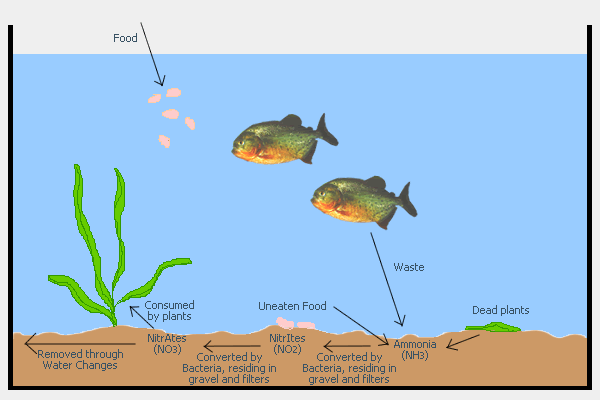 Food
Waste
Consumed
by plants
Uneaten Food
Dead plants
NitrAtes
(NO3)
NitrItes
(NO2)
Ammonia
(NH3)
Removed through
Water Changes
Converted by
Bacteria, residing in
gravel and filters
Converted by
Bacteria, residing in
gravel and filters